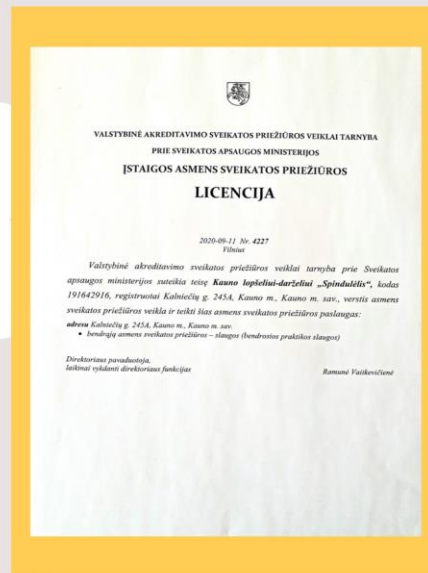 VALSTYBINĖ AKREDITAVIMO SVEIKATOS PRIEŽIŪROS VEIKLAI TARNYBA
PRIE SVEIKATOS APSAUGOS MINISTERIJOS
ĮSTAIGOS ASMENS SVEIKATOS PRIEŽIŪROS
LICENCIJA
2020-09-11 Nr. 4227
Vilnius
Valstybinė akreditavimo sveikatos priežiūros veiklai tarnyba prie Sveikatos
apsaugos ministerijos suteikia teisę Kauno lopšeliui-darželiui „Spindulėlis“, kodas
191642916, registruotai Kalniečių g. 245A, Kauno m., Kauno m. sav., verstis asmens
sveikatos priežiūros veikla ir teikti šias asmens sveikatos priežiūros paslaugas:
adresu Kalniečių g. 245A, Kauno m., Kauno m. sav.
• bendrąją asmens sveikatos priežiūros – slaugos (bendrosios praktikos slaugos)
Direktoriaus pavaduotoja,
laikinai vykdanti direktoriaus funkcijas
Ramunė Vaitkevičienė